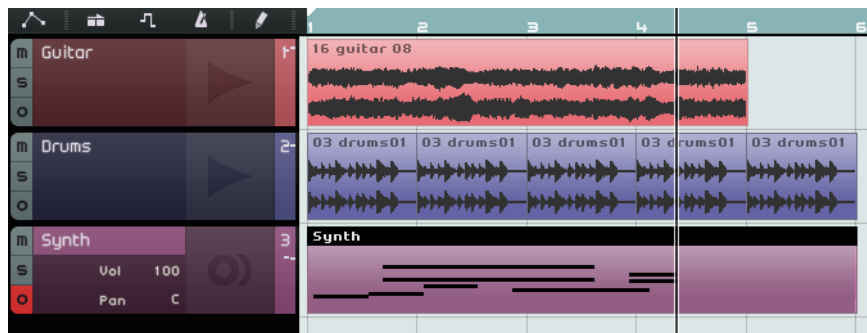 1 2 3 4 5 6
m Guitar 1
s
o
16 guitar 08
m Drums 2
s
o
03 drums01 03 drums01 03 drums01 03 drums01 03 drums01
m Synth 3
s Vol 100
o Pan C
Synth